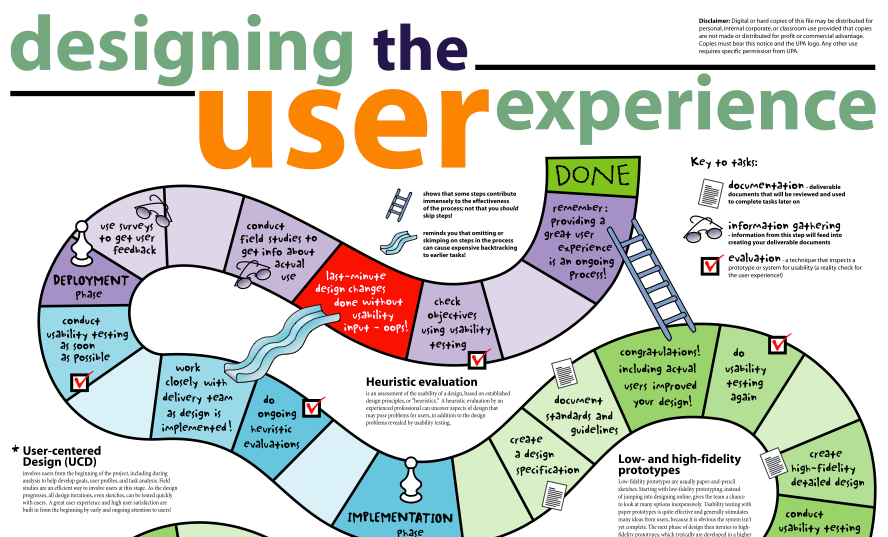 designing the
user experience
Disclaimer: Digital or hard copies of this file may be distributed for
personal, internal corporate, or classroom use provided that copies
are not made or distributed for profit or commercial advantage.
Copies must bear this notice and the UPA logo. Any other use
requires specific permission from UPA.
Key to tasks:
documentation - deliverable
documents that will be reviewed and used
to complete tasks later on
information gathering
- information from this step will feed into
creating your deliverable documents
evaluation - a technique that inspects a
prototype or system for usability (a reality check for
the user experience!)
shows that some steps contribute
immensely to the effectiveness
of the process; not that you should
skip steps!
reminds you that omitting or
skimping on steps in the process
can cause expensive backtracking
to earlier tasks!
DONE
remember:
providing a
great user
experience
is an ongoing
process!
use surveys
to get user
feedback
conduct
field studies to
get info about
actual
use
last-minute
design changes
done without
usability
input - oops!
check
objectives
using usability
testing
DEPLOYMENT
phase
conduct
usability testing
as soon
as possible
work
closely with
delivery team
as design is
implemented!
do
ongoing
heuristic
evaluations
IMPLEMENTATION
phase
Heuristic evaluation
is an assessment of the usability of a design, based on established
design principles, or "heuristics." A heuristic evaluation by an
experienced professional can uncover aspects of design that
may pose problems for users, in addition to the design
problems revealed by usability testing.
create
a design
specification
document
standards and
guidelines
congratulations!
including actual
users improved
your design!
do
usability
testing
again
create
high-fidelity
detailed design
conduct
usability testing
* User-centered
Design (UCD)
involves users from the beginning of the project, including during
analysis to help develop goals, user profiles, and task analysis. Field
studies are an efficient way to involve users at this stage. As the design
progresses, all design iterations, even sketches, can be tested quickly
with users. A great user experience and high user satisfaction are
built in from the beginning by early and ongoing attention to users!
Low- and high-fidelity
prototypes
Low-fidelity prototypes are usually paper-and-pencil
sketches. Starting with low-fidelity prototyping, instead
of jumping into designing online, gives the team a chance
to look at many options inexpensively. Usability testing with
paper prototypes is quite effective and generally stimulates
many ideas from users, because it is obvious the system isn't
yet complete. The next phase of design then iterates to high-
fidelity prototypes, which typically are developed in a higher